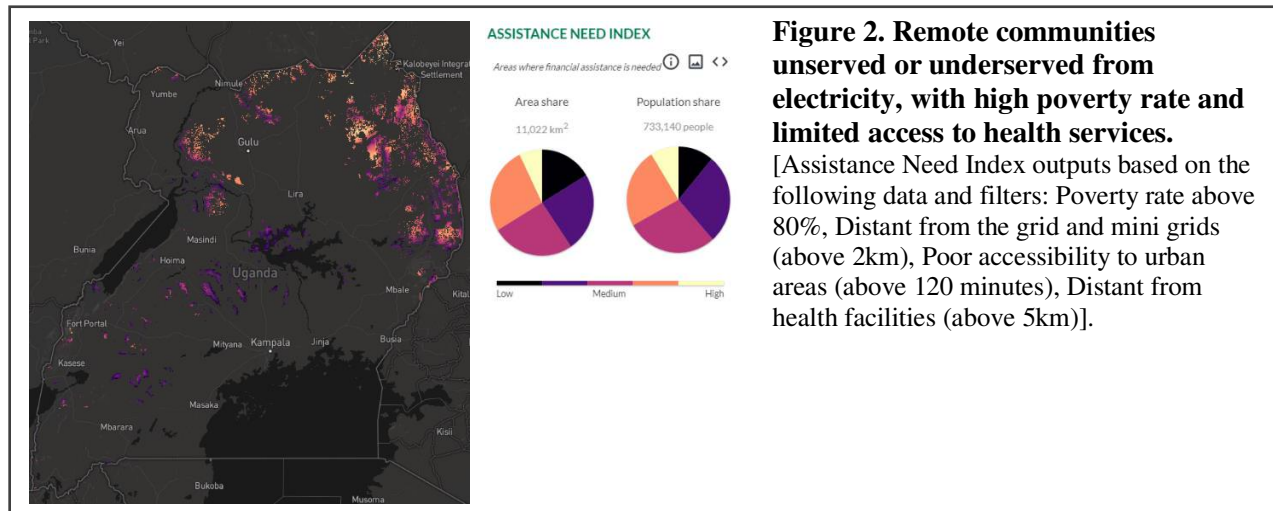 Yei
Kalobeyei Integrat
Settlement
Nimule
Yumbe
Arua
Gulu
Lira
Bunia
Masindi
Hoima
Uganda
Mbale
Kital
Fort Portal
Mityana
Kampala
Jinja
Busia
Kasese
Masaka
Mbarara
Kisii
Bukoba
Musoma
ASSISTANCE NEED INDEX
Areas where financial assistance is needed
Area share
Population share
11,022 km²
733,140 people
Low
Medium
High
Figure 2. Remote communities
unserved or underserved from
electricity, with high poverty rate and
limited access to health services.
[Assistance Need Index outputs based on the
following data and filters: Poverty rate above
80%, Distant from the grid and mini grids
(above 2km), Poor accessibility to urban
areas (above 120 minutes), Distant from
health facilities (above 5km)].